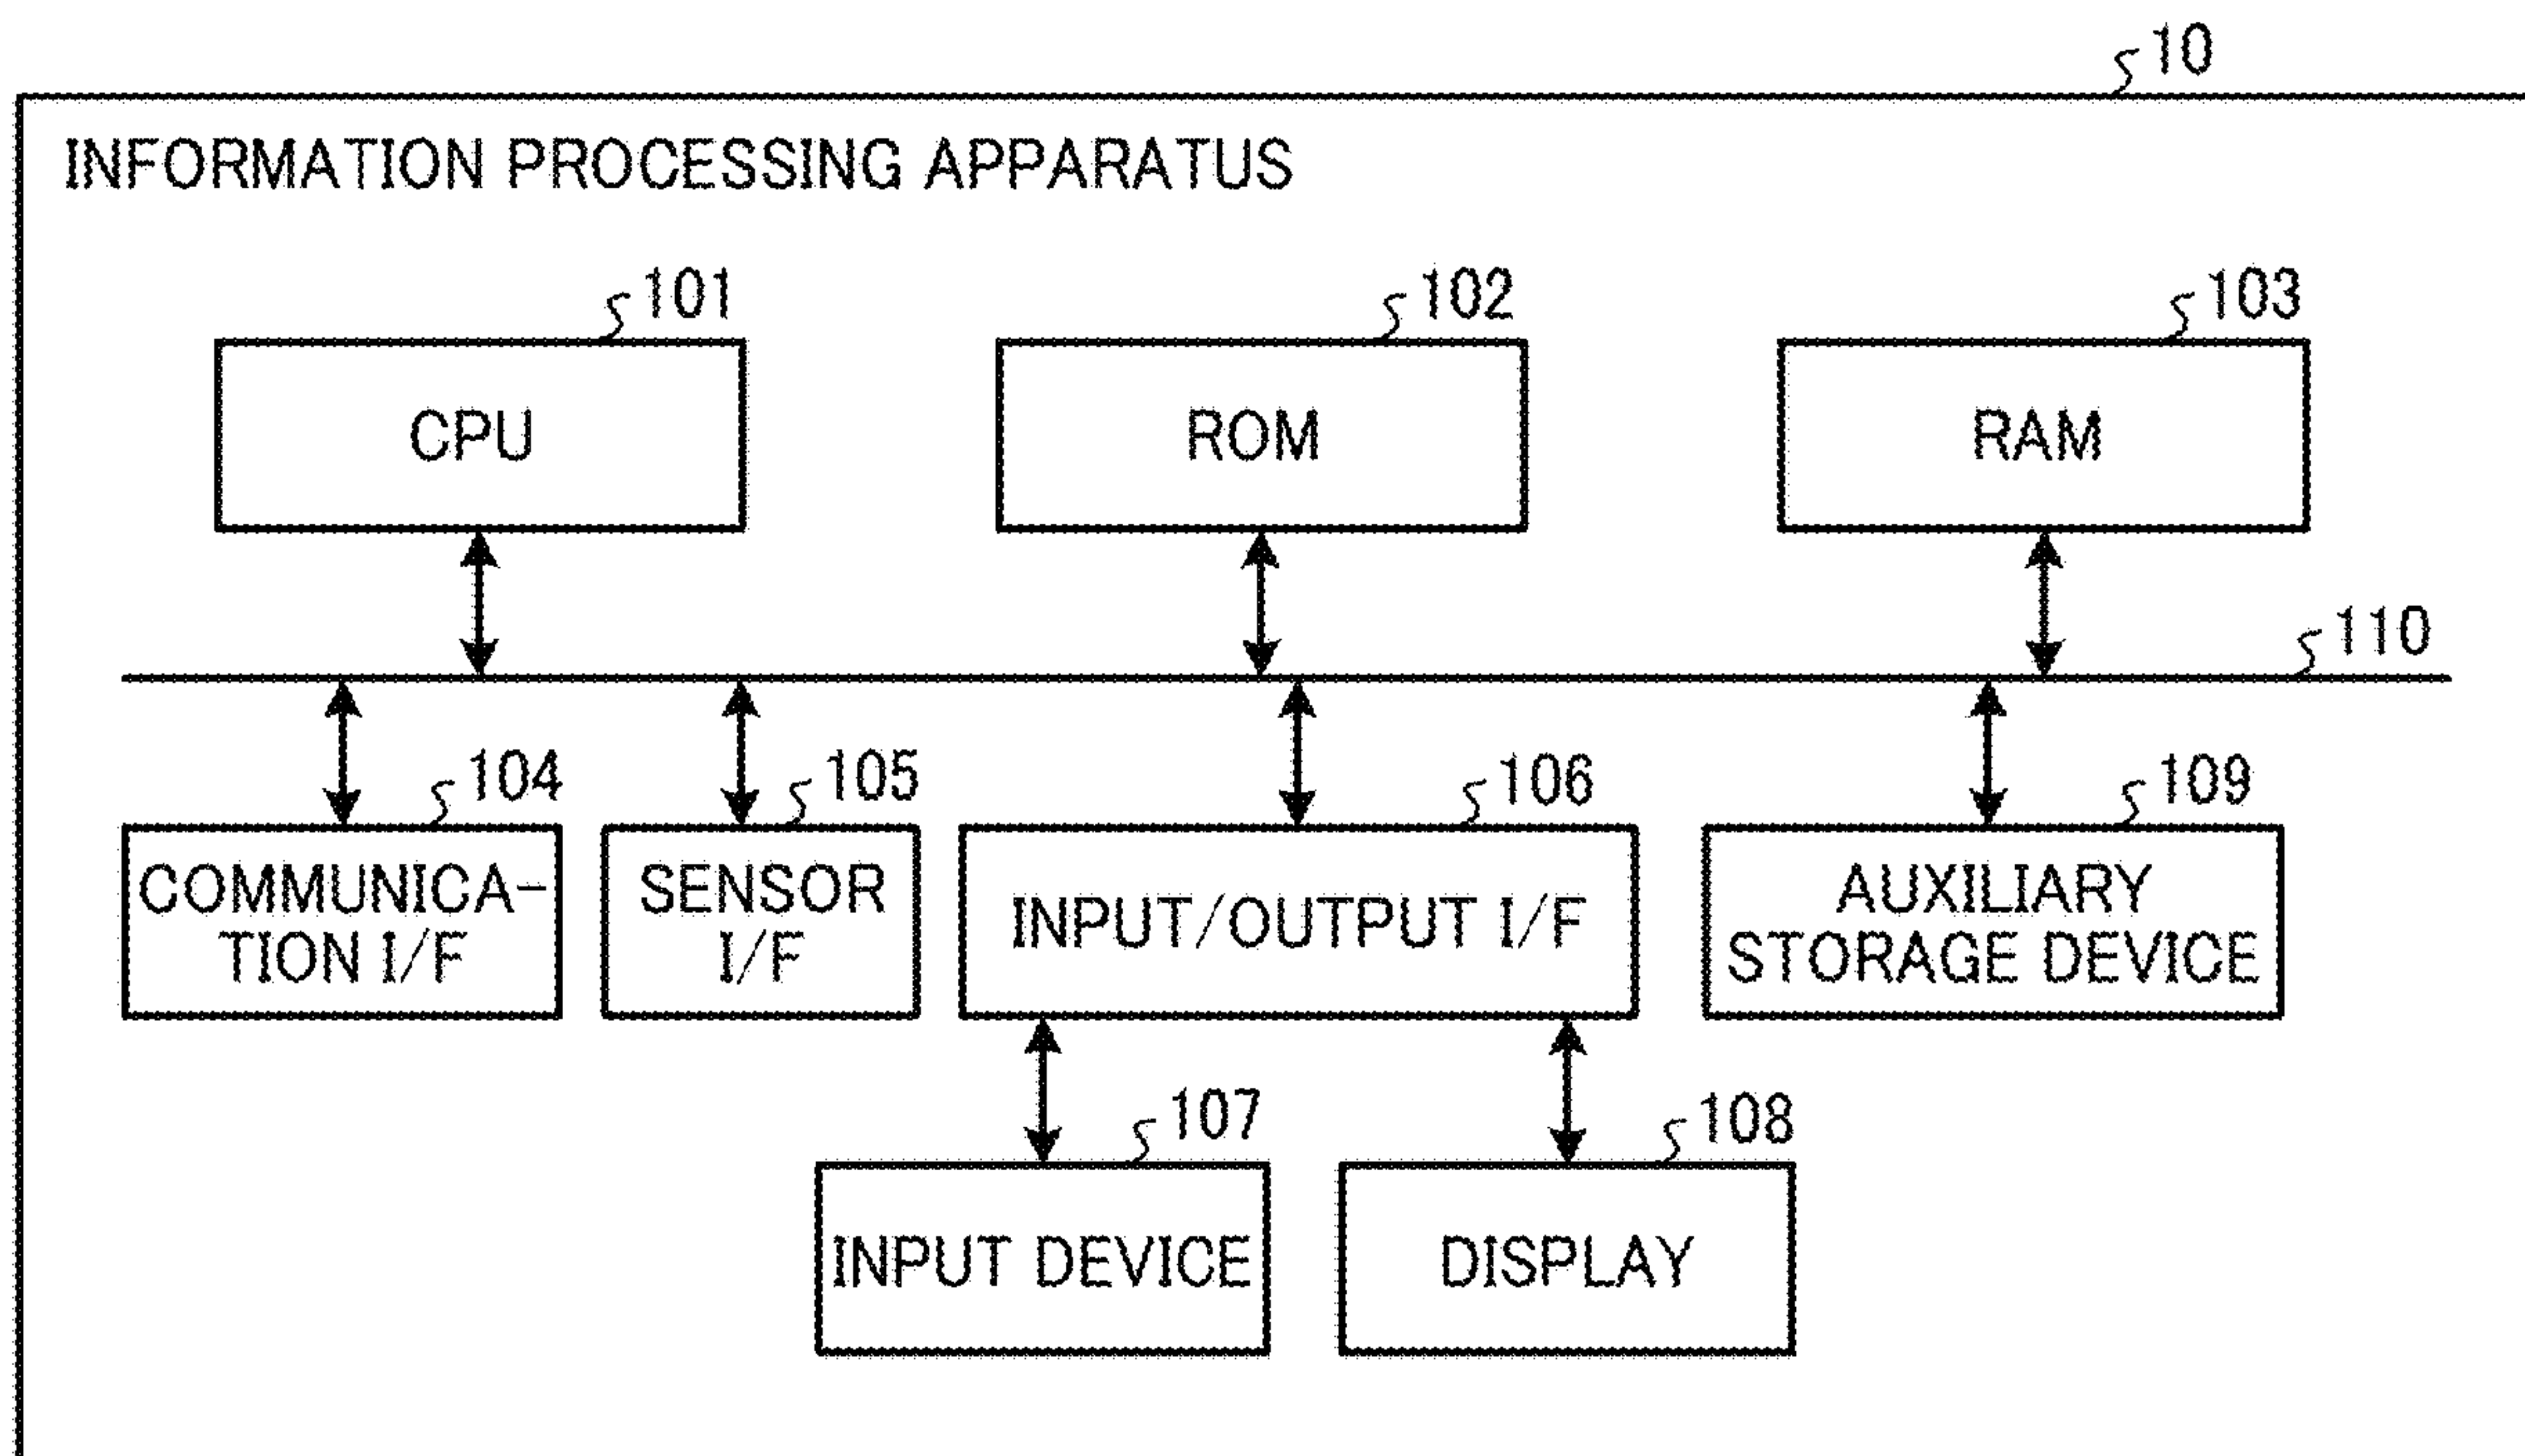 10
INFORMATION PROCESSING APPARATUS
101
102
103
CPU
ROM
RAM
110
104
105
106
109
COMMUNICA-
TION I/F
SENSOR
I/F
INPUT/OUTPUT I/F
AUXILIARY
STORAGE DEVICE
107
108
INPUT DEVICE
DISPLAY